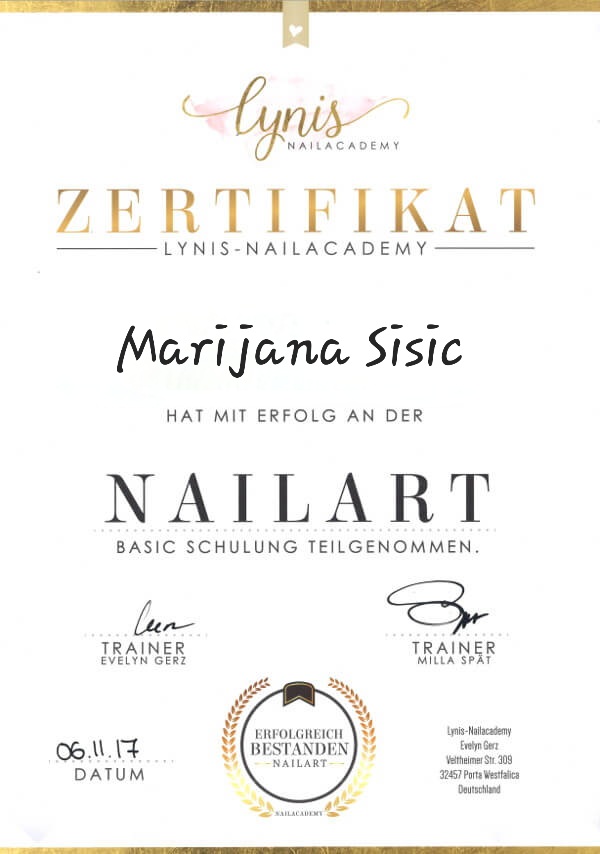 lynis
NAILACADEMY
ZERTIFIKAT
LYNIS-NAILACADEMY
Marijana Sisic
HAT MIT ERFOLG AN DER
NAILART
BASIC SCHULUNG TEILGENOMMEN.
TRAINER
EVELYN GERZ
TRAINER
MILLA SPÄT
06.11.17
DATUM
ERFOLGREICH
BESTANDEN
NAILART
NAILACADEMY
Lynis-Nailacademy
Evelyn Gerz
Veltheimer Str. 309
32457 Porta Westfalica
Deutschland